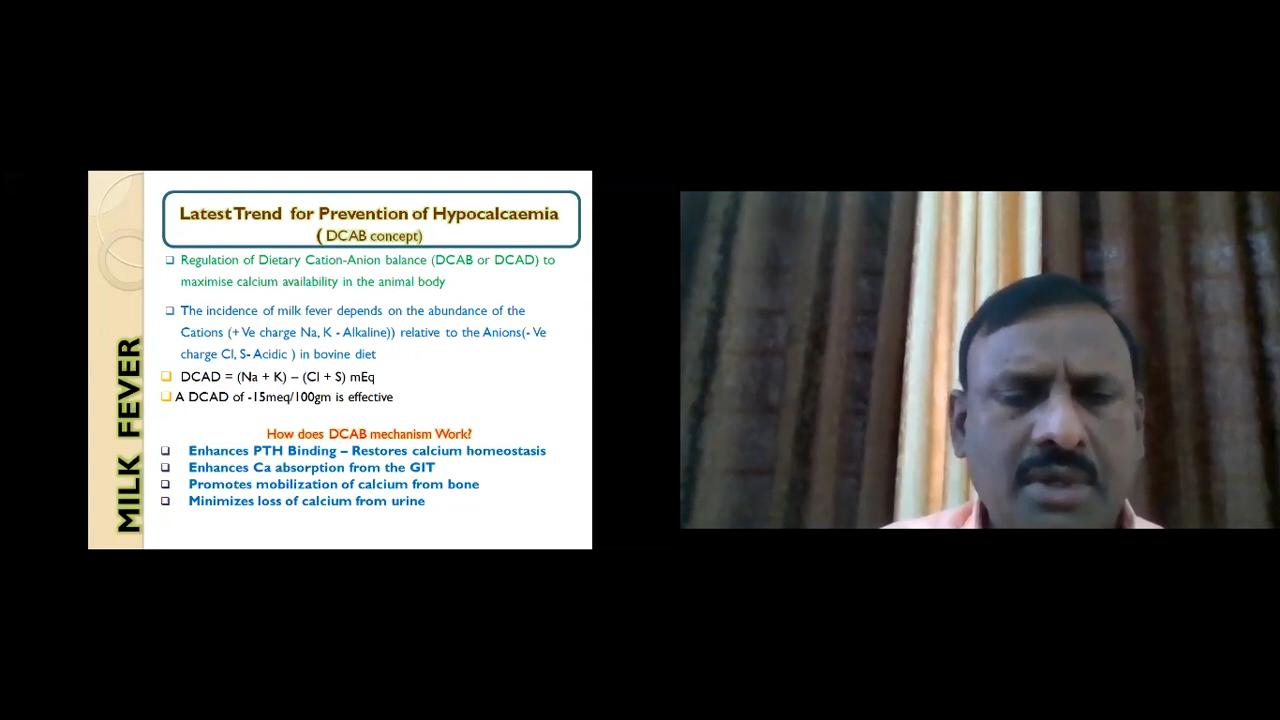 MILK FEVER
Latest Trend for Prevention of Hypocalcaemia
( DCAB concept)
❑ Regulation of Dietary Cation-Anion balance (DCAB or DCAD) to
maximise calcium availability in the animal body
❑ The incidence of milk fever depends on the abundance of the
Cations (+ Ve charge Na, K - Alkaline)) relative to the Anions(- Ve
charge Cl, S- Acidic ) in bovine diet
❑ DCAD = (Na + K) – (Cl + S) mEq
❑ A DCAD of -15meq/100gm is effective
How does DCAB mechanism Work?
❑ Enhances PTH Binding – Restores calcium homeostasis
❑ Enhances Ca absorption from the GIT
❑ Promotes mobilization of calcium from bone
❑ Minimizes loss of calcium from urine